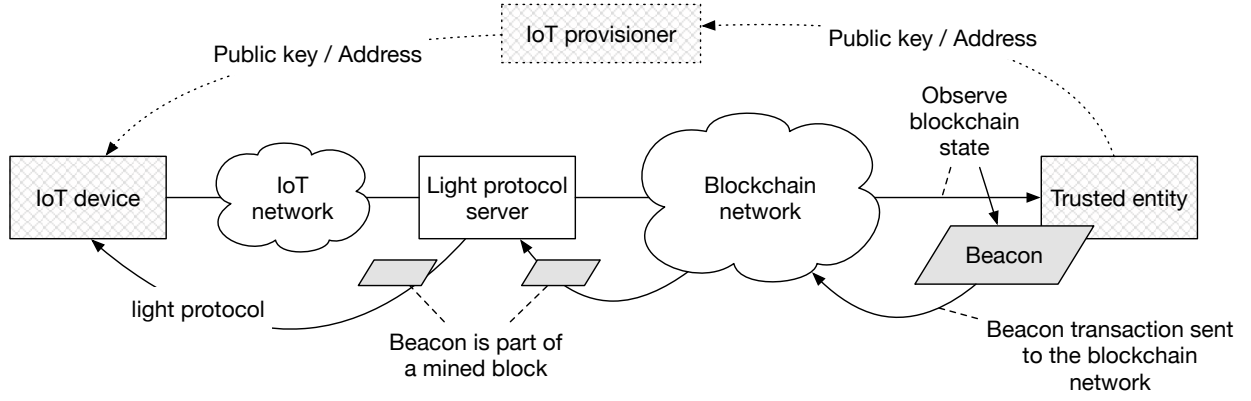 IoT provisioner
Public key / Address
Public key / Address
Observe
blockchain
state
IoT device
IoT
network
Light protocol
server
Blockchain
network
Trusted entity
Beacon
light protocol
Beacon is part of
a mined block
Beacon transaction sent
to the blockchain
network